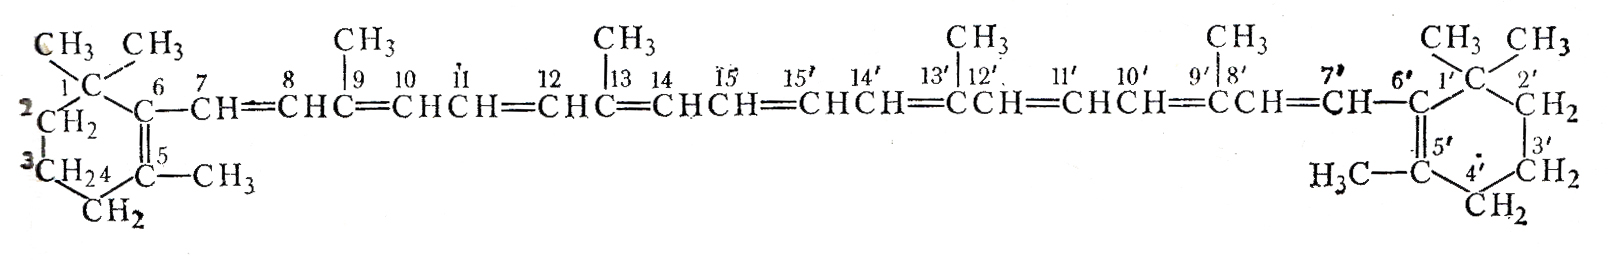 CH3 CH3 CH3 CH3 CH3 CH3 CH3 CH3
1 6 7 8 9 10 11 12 13 14 15 15' 14' 13' 12' 11' 10' 9' 8' 7' 6' 1' 2'
2 CH2 C C—CH=CHC=CHCH=CHC=CHCH=CHCH=CCH=CHCH=CCH=CH—C C CH2
3 CH2 4 5 5' 4' 3'
C—CH3 H3C—C CH2
CH2 CH2